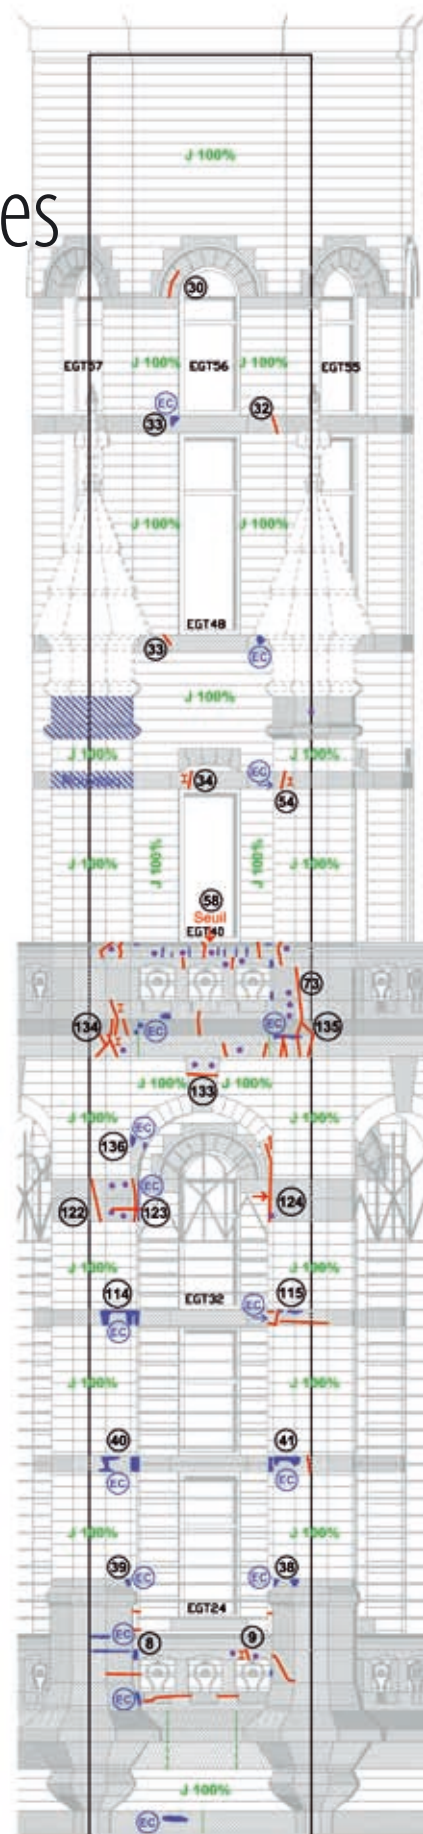 J 100%
es
30
EGT57 J 100% EGT56 J 100% EGT55
EC 32
33
J 100% J 100%
EGT48
33 EC
J 100%
J 100% J 100%
34 EC
54
J 100% J 100% J 100% J 100%
58
Seuil
EGT40
73
134 EC EC 135
J 100% J 100%
133
J 100% J 100%
136 EC
EC
122 123 124
J 100% J 100%
114 EGT32 EC 115
EC
J 100% J 100%
40 41
EC EC
J 100% J 100%
39 EC EC 38
EGT24
EC 8 9
EC
J 100%
EC